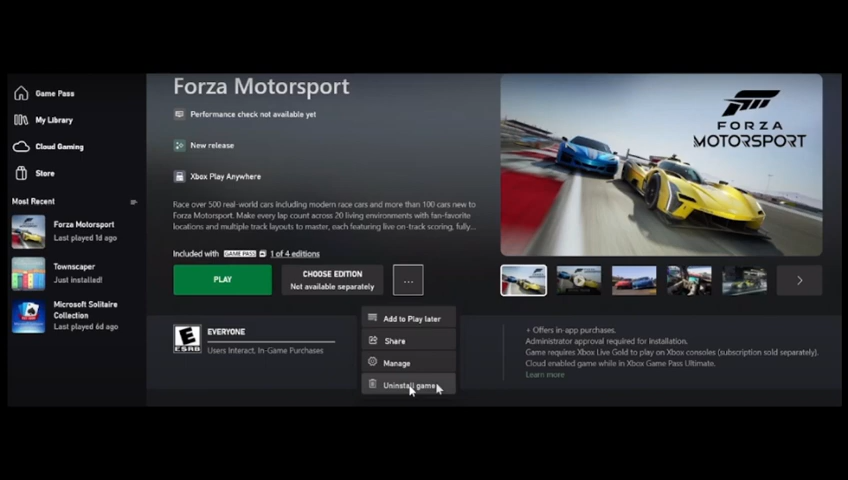 Forza Motorsport
Game Pass
My Library
Cloud Gaming
Store
Most Recent
Forza Motorsport
Last played 1d ago
Townscaper
Just installed!
Microsoft Solitaire
Collection
Last played 6d ago
Performance check not available yet
New release
Xbox Play Anywhere
Race over 500 real-world cars including modern race cars and more than 100 cars new to
Forza Motorsport. Make every lap count across 20 living environments with fan-favorite
locations and multiple track layouts to master, each featuring live on-track scoring, fully...
Included with GAME PASS 1 of 4 editions
PLAY
CHOOSE EDITION
Not available separately
...
Add to Play later
Share
Manage
Uninstall game
E
ESRB
EVERYONE
Users Interact, In-Game Purchases
FORZA
MOTORSPORT
+ Offers in-app purchases.
Administrator approval required for installation.
Game requires Xbox Live Gold to play on Xbox consoles (subscription sold separately).
Cloud enabled game while in Xbox Game Pass Ultimate.
Learn more